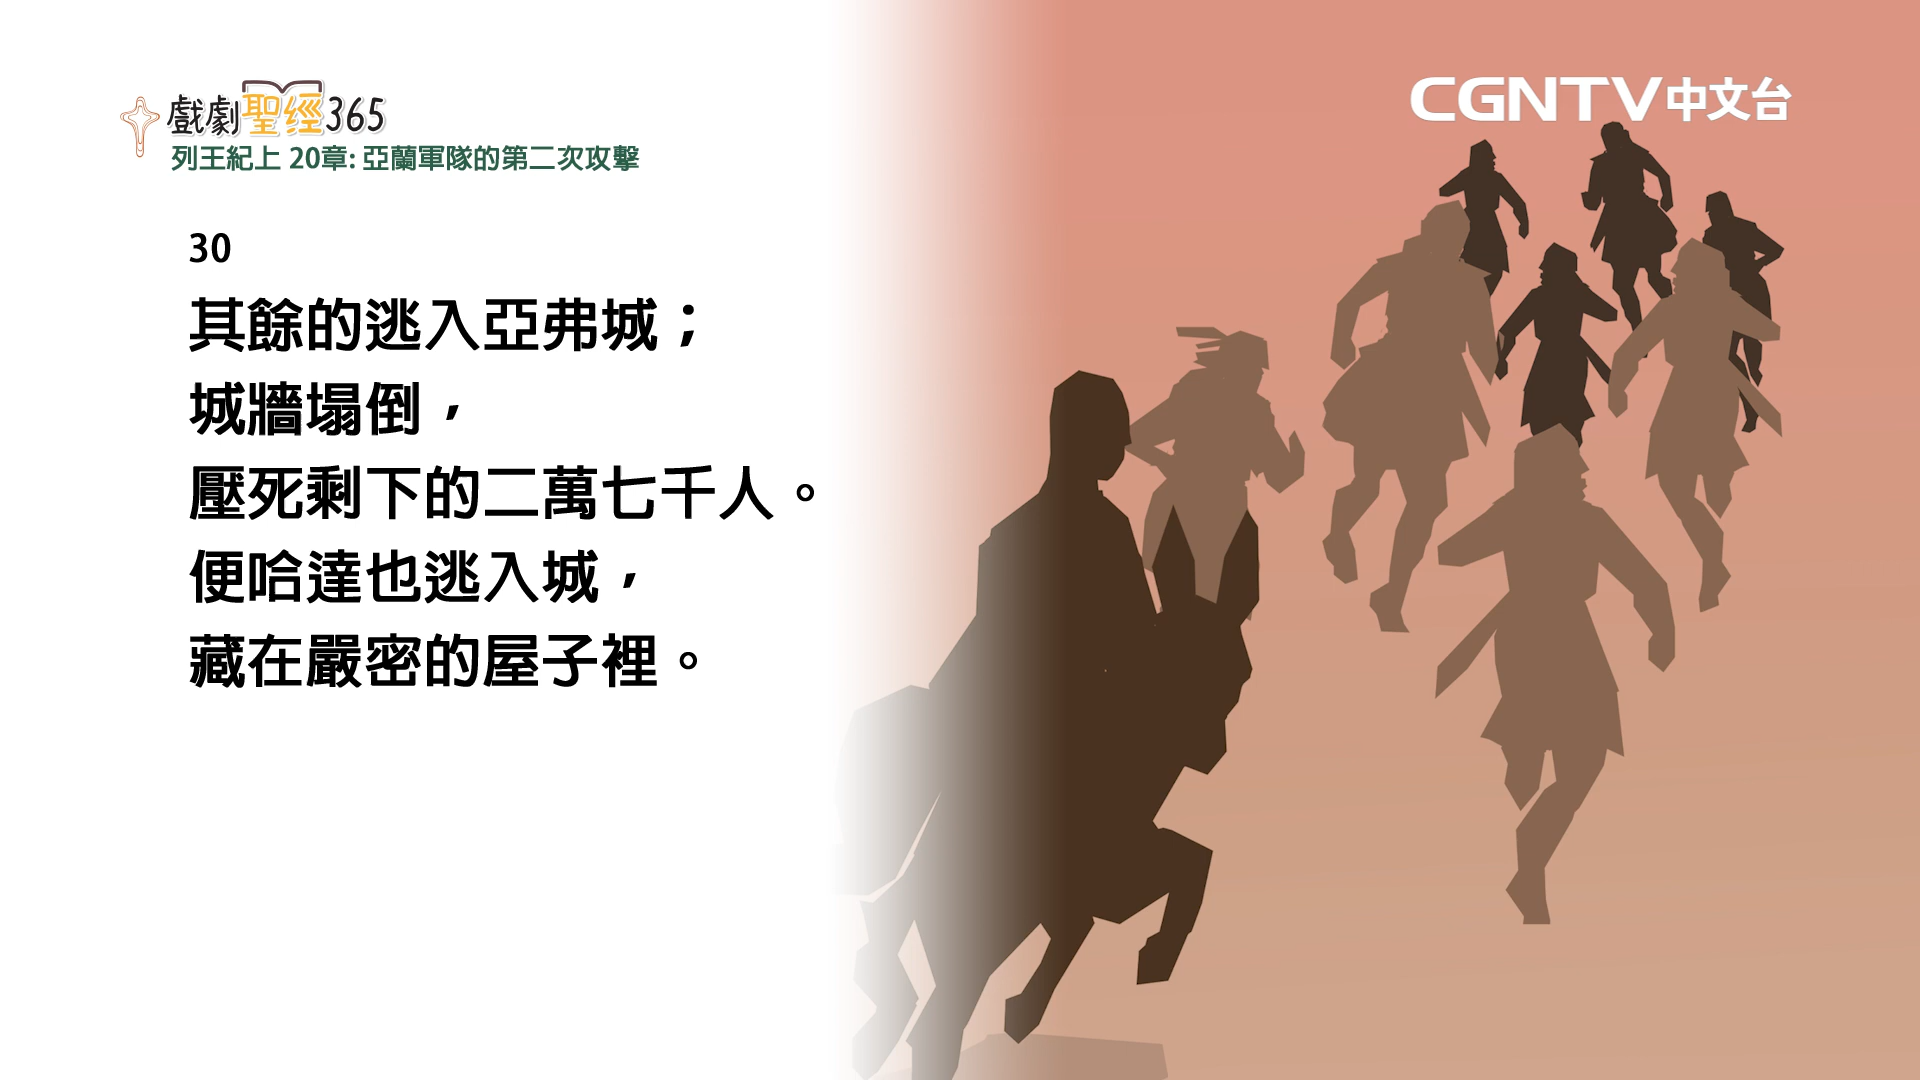 戲劇聖經365
CGNTV中文台
列王紀上 20章: 亞蘭軍隊的第二次攻擊
30
其餘的逃入亞弗城；
城牆塌倒，
壓死剩下的二萬七千人。
便哈達也逃入城，
藏在嚴密的屋子裡。